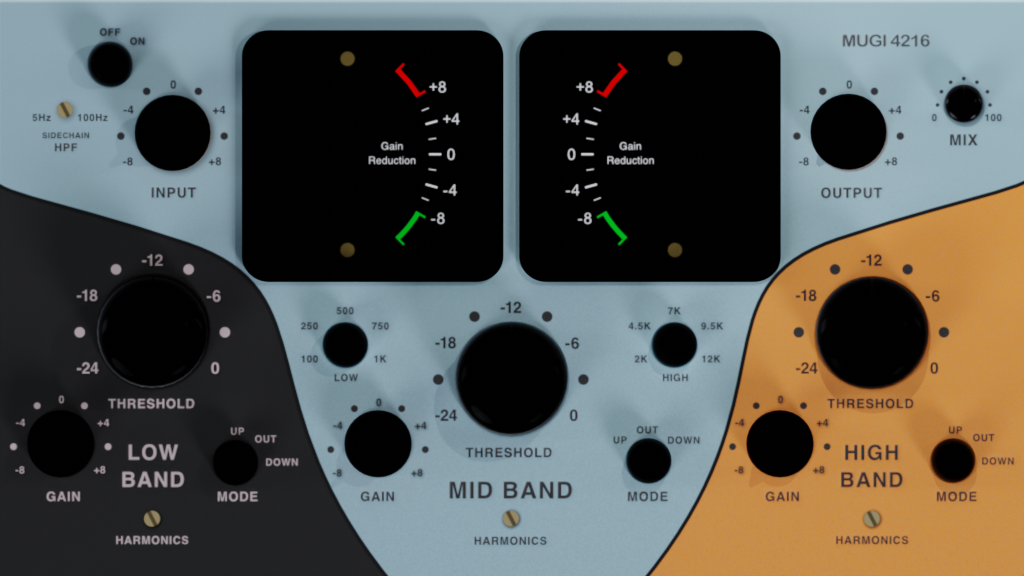 OFF
ON
MUGI 4216
0
-4 +4
-8 +8
INPUT
5Hz 100Hz
SIDECHAIN
HPF
+8
+4
0
-4
-8
Gain
Reduction
+8
+4
0
-4
-8
Gain
Reduction
0
-4 +4
-8 +8
OUTPUT
0 100
MIX
-12
-18 -6
-24 0
THRESHOLD
0
-4 +4
-8 +8
GAIN
LOW
BAND
UP
OUT
DOWN
MODE
HARMONICS
500
250 750
100 1K
LOW
-12
-18 -6
-24 0
THRESHOLD
7K
4.5K 9.5K
2K 12K
HIGH
0
-4 +4
-8 +8
GAIN
MID BAND
OUT
UP DOWN
MODE
HARMONICS
-12
-18 -6
-24 0
THRESHOLD
0
-4 +4
-8 +8
GAIN
HIGH
BAND
UP
OUT
DOWN
MODE
HARMONICS